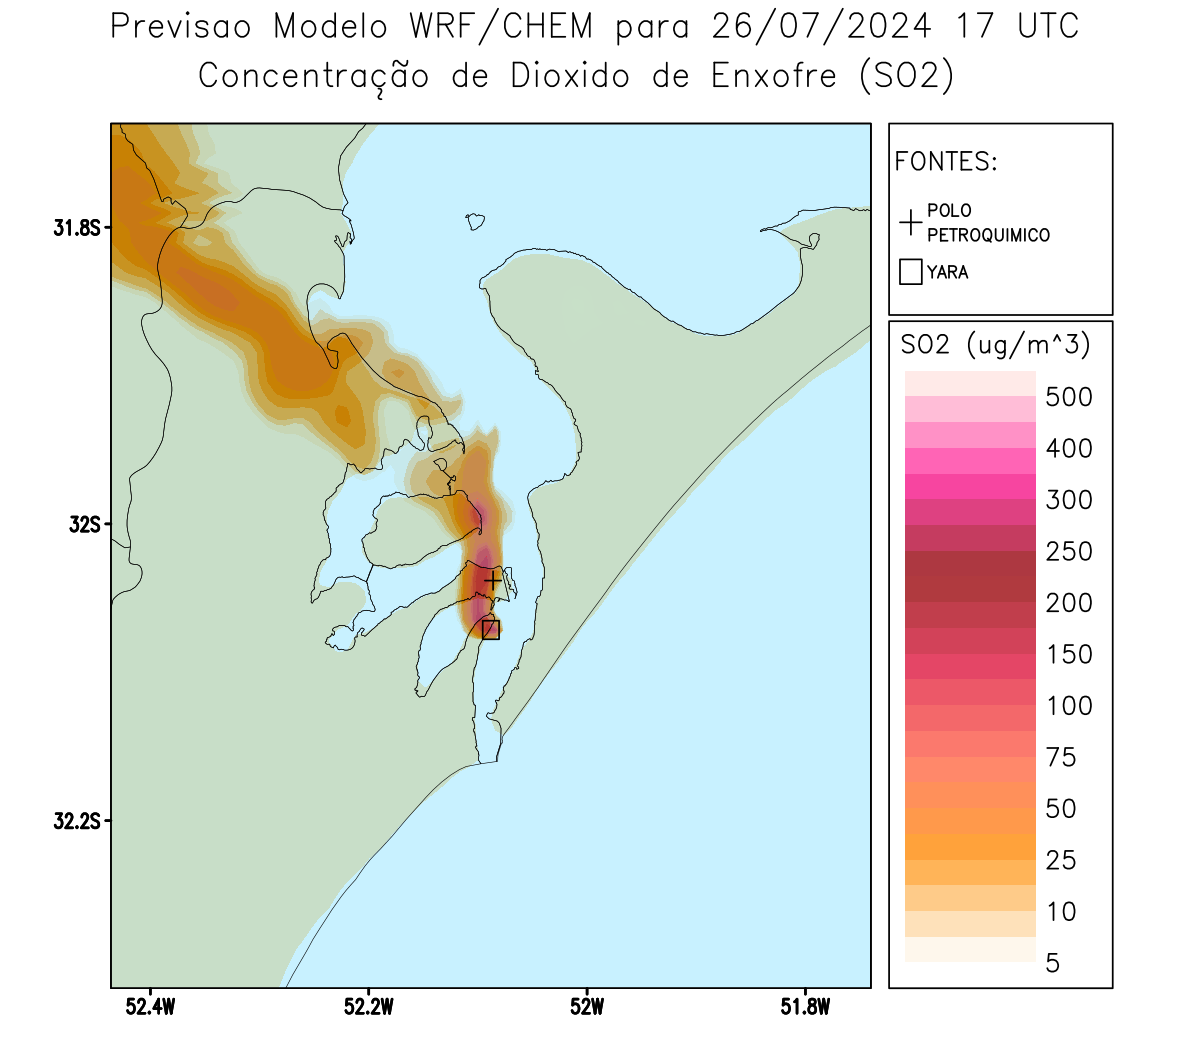 Previsao Modelo WRF/CHEM para 26/07/2024 17 UTC
Concentração de Dioxido de Enxofre (SO2)
FONTES:
POLO
PETROQUIMICO
YARA
31.8S
32S
32.2S
52.4W
52.2W
52W
51.8W
SO2 (ug/m^3)
500
400
300
250
200
150
100
75
50
25
10
5